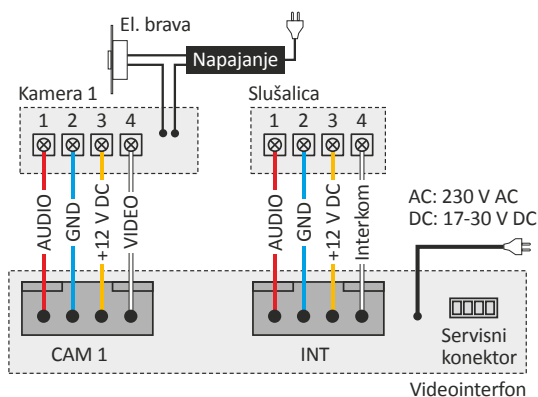 El. brava
Napajanje
Kamera 1
Slušalica
1 2 3 4
1 2 3 4
AUDIO
GND
+12 V DC
VIDEO
AUDIO
GND
+12 V DC
Interkom
AC: 230 V AC
DC: 17-30 V DC
CAM 1
INT
Servisni
konektor
Videointerfon